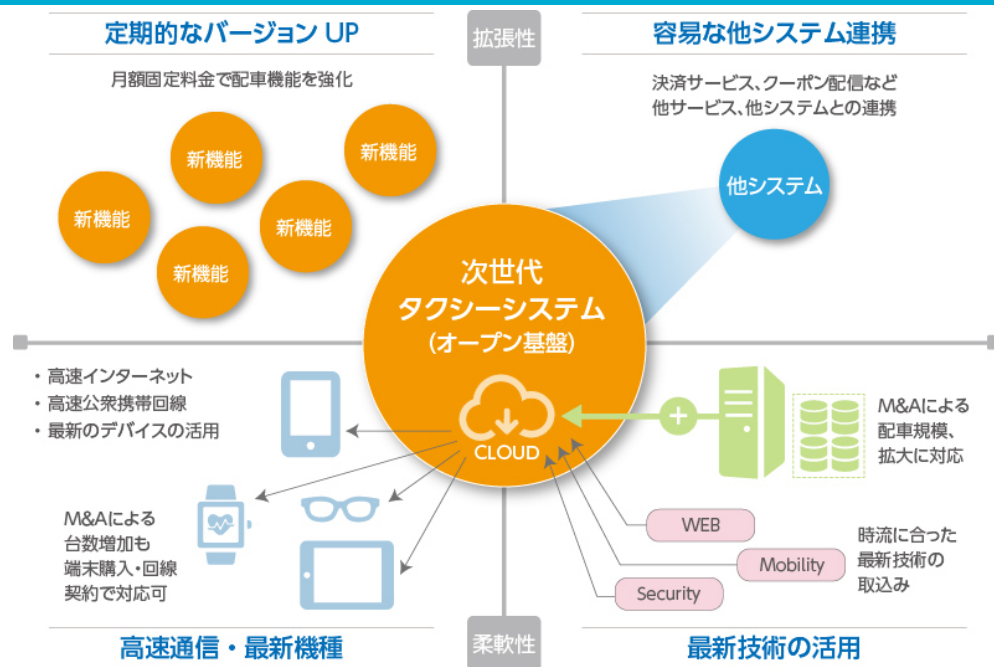 定期的なバージョン UP
拡張性
容易な他システム連携
月額固定料金で配車機能を強化
決済サービス、クーポン配信など
他サービス、他システムとの連携
新機能
新機能
新機能
新機能
新機能
他システム
次世代
タクシーシステム
(オープン基盤)
CLOUD
・高速インターネット
・高速公衆携帯回線
・最新のデバイスの活用
M&Aによる
配車規模、
拡大に対応
M&Aによる
台数増加も
端末購入・回線
契約で対応可
WEB
Mobility
Security
時流に合った
最新技術の
取込み
高速通信・最新機種
柔軟性
最新技術の活用